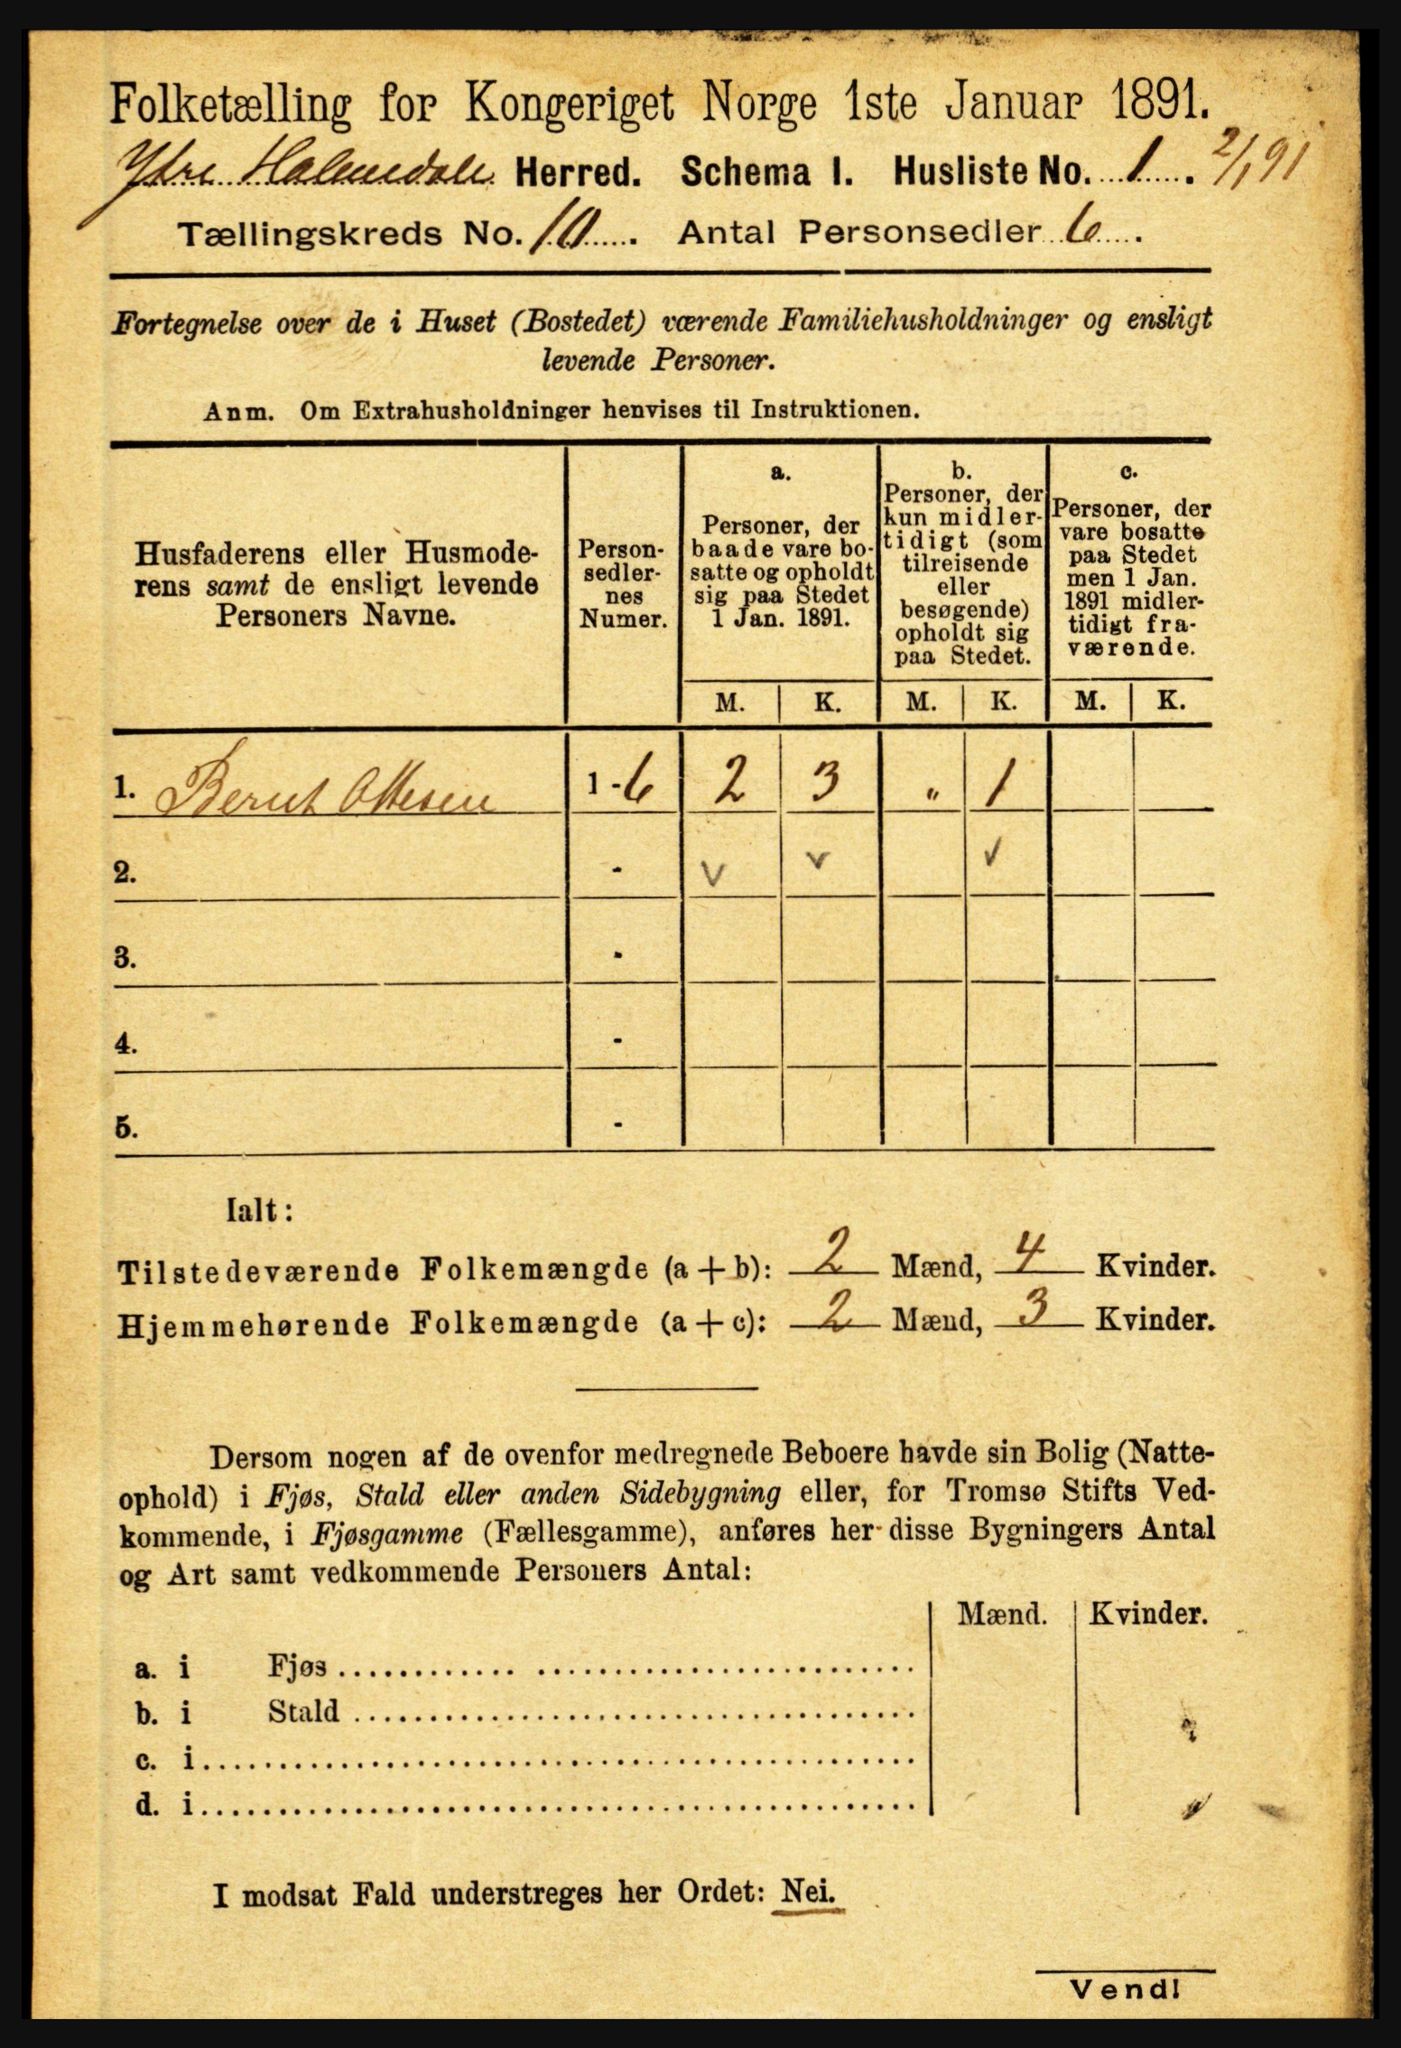 Folketælling for Kongeriget Norge 1ste Januar 1891.
Ytre Holmedale Herred. Schema I. Husliste No. 1. 2/1 91
Tællingskreds No. 10. Antal Personsedler 6.
Fortegnelse over de i Huset (Bostedet) værende Familiehusholdninger og ensligt
levende Personer.
Anm. Om Extrahusholdninger henvises til Instruktionen.
Husfaderens eller Husmode-
rens samt de ensligt levende
Personers Navne.
Person-
sedler-
nes
Numer.
a.
Personer, der
baade vare bo-
satte og opholdt
sig paa Stedet
1 Jan. 1891.
b.
Personer, der
kun midler-
tidigt (som
tilreisende
eller
besøgende)
opholdt sig
paa Stedet.
c.
Personer, der
vare bosatte
paa Stedet
men 1 Jan.
1891 midler-
tidigt fra-
værende.
M. K. M. K. M. K.
1. Bernt Ottesen 1-6 2 3 " 1
2. - v v v
3. -
4. -
5. -
Ialt:
Tilstedeværende Folkemængde (a + b): 2 Mænd, 4 Kvinder.
Hjemmehørende Folkemængde (a + c): 2 Mænd, 3 Kvinder.
Dersom nogen af de ovenfor medregnede Beboere havde sin Bolig (Natte-
ophold) i Fjøs, Stald eller anden Sidebygning eller, for Tromsø Stifts Ved-
kommende, i Fjøsgamme (Fællesgamme), anføres her disse Bygningers Antal
og Art samt vedkommende Personers Antal:
Mænd. Kvinder.
a. i Fjøs
b. i Stald
c. i
d. i
I modsat Fald understreges her Ordet: Nei.
Vend!